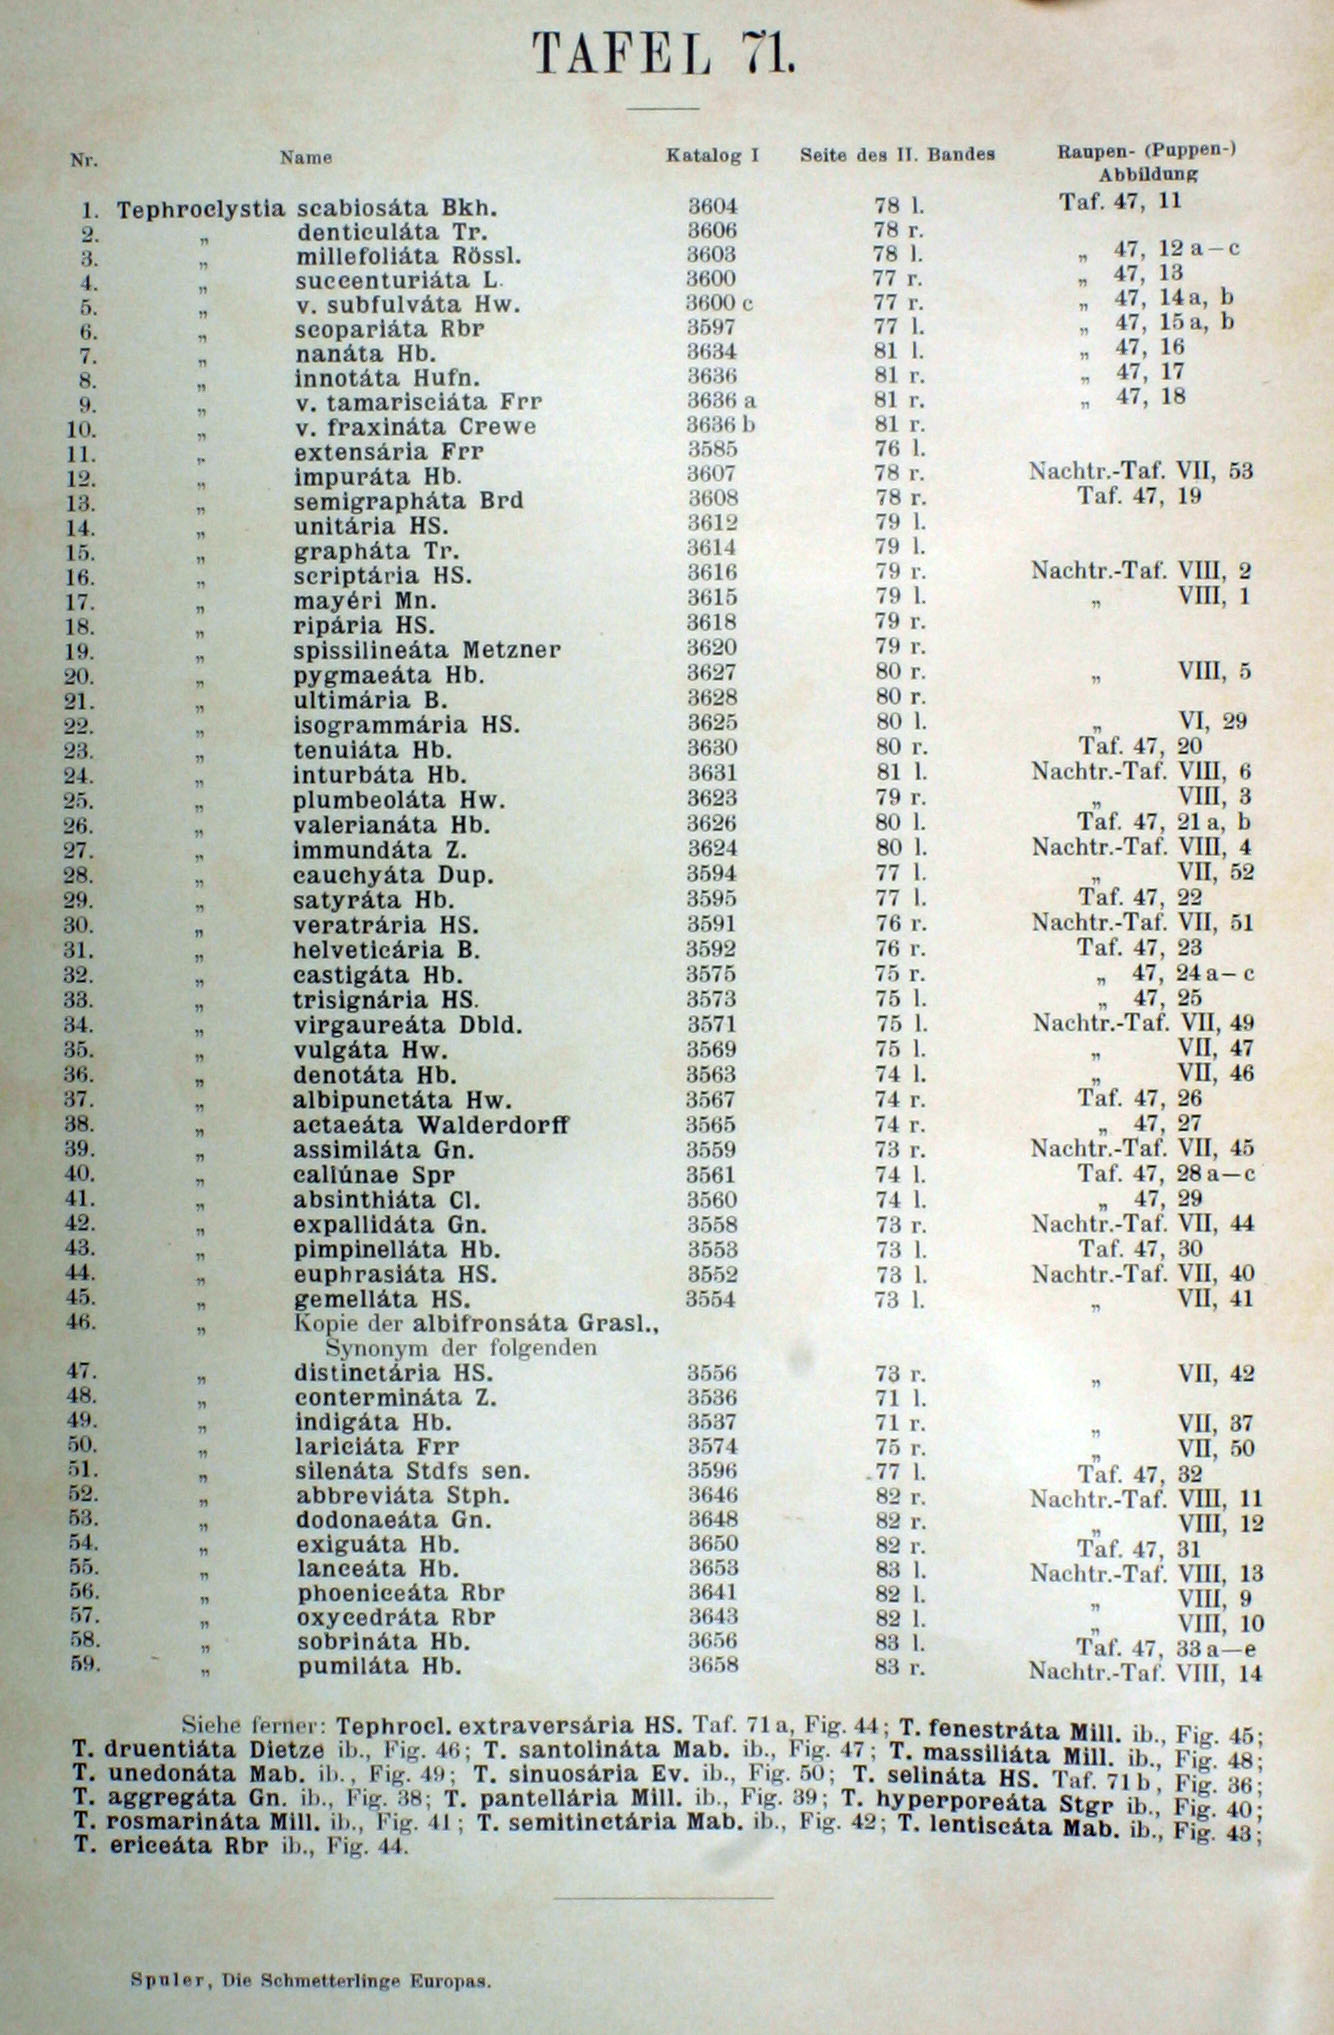 TAFEL 71.
Nr. Name Katalog I Seite des II. Bandes Raupen- (Puppen-) Abbildung
1. Tephroclystia scabiosáta Bkh. 3604 78 l. Taf. 47, 11
2. „ denticuláta Tr. 3606 78 r.
3. „ millefoliáta Rössl. 3603 78 l. „ 47, 12 a–c
4. „ succenturiáta L. 3600 77 r. „ 47, 13
5. „ v. subfulváta Hw. 3600 c 77 r. „ 47, 14 a, b
6. „ scopariáta Rbr 3597 77 l. „ 47, 15 a, b
7. „ nanáta Hb. 3634 81 l. „ 47, 16
8. „ innotáta Hufn. 3636 81 r. „ 47, 17
9. „ v. tamarisciáta Frr 3636 a 81 r. „ 47, 18
10. „ v. fraxináta Crewe 3636 b 81 r.
11. „ extensária Frr 3585 76 l.
12. „ impuráta Hb. 3607 78 r. Nachtr.-Taf. VII, 53
13. „ semigrapháta Brd 3608 78 r. Taf. 47, 19
14. „ unitária HS. 3612 79 l.
15. „ grapháta Tr. 3614 79 l.
16. „ scriptária HS. 3616 79 r. Nachtr.-Taf. VIII, 2
17. „ mayéri Mn. 3615 79 l. „ VIII, 1
18. „ ripária HS. 3618 79 r.
19. „ spissilineáta Metzner 3620 79 r.
20. „ pygmaeáta Hb. 3627 80 r. „ VIII, 5
21. „ ultimária B. 3628 80 r.
22. „ isogrammária HS. 3625 80 l. „ VI, 29
23. „ tenuiáta Hb. 3630 80 r. Taf. 47, 20
24. „ inturbáta Hb. 3631 81 l. Nachtr.-Taf. VIII, 6
25. „ plumbeoláta Hw. 3623 79 r. „ VIII, 3
26. „ valerianáta Hb. 3626 80 l. Taf. 47, 21 a, b
27. „ immundáta Z. 3624 80 l. Nachtr.-Taf. VIII, 4
28. „ cauchyáta Dup. 3594 77 l. „ VII, 52
29. „ satyráta Hb. 3595 77 l. Taf. 47, 22
30. „ veratrária HS. 3591 76 r. Nachtr.-Taf. VII, 51
31. „ helveticária B. 3592 76 r. Taf. 47, 23
32. „ castigáta Hb. 3575 75 r. „ 47, 24 a–c
33. „ trisignária HS. 3573 75 l. „ 47, 25
34. „ virgaureáta Dbld. 3571 75 l. Nachtr.-Taf. VII, 49
35. „ vulgáta Hw. 3569 75 l. „ VII, 47
36. „ denotáta Hb. 3563 74 l. „ VII, 46
37. „ albipunctáta Hw. 3567 74 r. Taf. 47, 26
38. „ actaeáta Walderdorff 3565 74 r. „ 47, 27
39. „ assimiláta Gn. 3559 73 r. Nachtr.-Taf. VII, 45
40. „ callúnae Spr 3561 74 l. Taf. 47, 28 a–c
41. „ absinthiáta Cl. 3560 74 l. „ 47, 29
42. „ expallidáta Gn. 3558 73 r. Nachtr.-Taf. VII, 44
43. „ pimpinelláta Hb. 3553 73 l. Taf. 47, 30
44. „ euphrasiáta HS. 3552 73 l. Nachtr.-Taf. VII, 40
45. „ gemelláta HS. 3554 73 l. „ VII, 41
46. „ Kopie der albifronsáta Grasl.,
Synonym der folgenden
47. „ distinctária HS. 3556 73 r. „ VII, 42
48. „ contermináta Z. 3536 71 l.
49. „ indigáta Hb. 3537 71 r. „ VII, 37
50. „ lariciáta Frr 3574 75 r. „ VII, 50
51. „ silenáta Stdfs sen. 3596 77 l. Taf. 47, 32
52. „ abbreviáta Stph. 3646 82 r. Nachtr.-Taf. VIII, 11
53. „ dodonaeáta Gn. 3648 82 r. „ VIII, 12
54. „ exiguáta Hb. 3650 82 r. Taf. 47, 31
55. „ lanceáta Hb. 3653 83 l. Nachtr.-Taf. VIII, 13
56. „ phoeniceáta Rbr 3641 82 l. „ VIII, 9
57. „ oxycedráta Rbr 3643 82 l. „ VIII, 10
58. „ sobrináta Hb. 3656 83 l. Taf. 47, 33 a–e
59. „ pumiláta Hb. 3658 83 r. Nachtr.-Taf. VIII, 14
Siehe ferner: Tephrocl. extraversária HS. Taf. 71 a, Fig. 44; T. fenestráta Mill. ib., Fig. 45;
T. druentiáta Dietze ib., Fig. 46; T. santolináta Mab. ib., Fig. 47; T. massiliáta Mill. ib., Fig. 48;
T. unedonáta Mab. ib., Fig. 49; T. sinuosária Ev. ib., Fig. 50; T. selináta HS. Taf. 71 b, Fig. 36;
T. aggregáta Gn. ib., Fig. 38; T. pantellária Mill. ib., Fig. 39; T. hyperporeáta Stgr ib., Fig. 40;
T. rosmarináta Mill. ib., Fig. 41; T. semitinctária Mab. ib., Fig. 42; T. lentiscáta Mab. ib., Fig. 43;
T. ericeáta Rbr ib., Fig. 44.
Spuler, Die Schmetterlinge Europas.